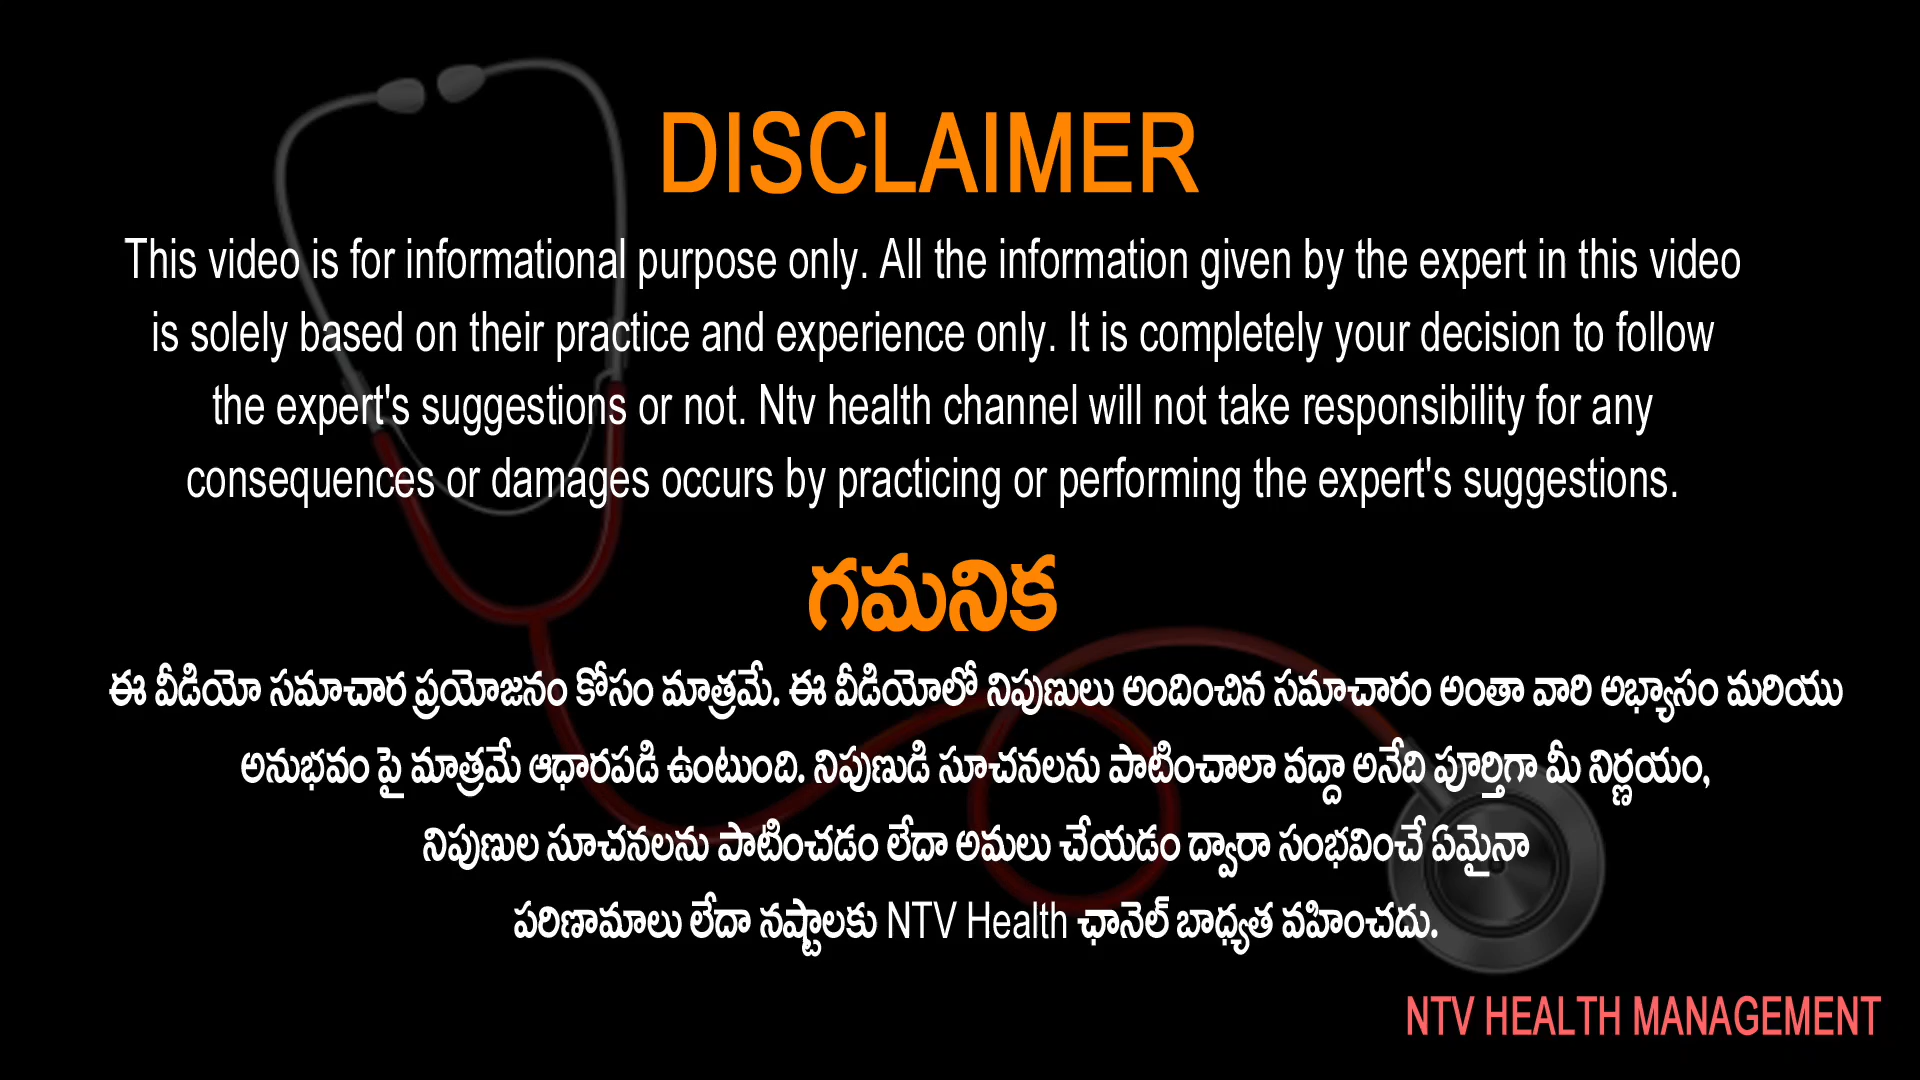 DISCLAIMER
This video is for informational purpose only. All the information given by the expert in this video
is solely based on their practice and experience only. It is completely your decision to follow
the expert's suggestions or not. Ntv health channel will not take responsibility for any
consequences or damages occurs by practicing or performing the expert's suggestions.
గమనిక
ఈ వీడియో సమాచార ప్రయోజనం కోసం మాత్రమే. ఈ వీడియోలో నిపుణులు అందించిన సమాచారం అంతా వారి అభ్యాసం మరియు
అనుభవం పై మాత్రమే ఆధారపడి ఉంటుంది. నిపుణుడి సూచనలను పాటించాలా వద్దా అనేది పూర్తిగా మీ నిర్ణయం,
నిపుణుల సూచనలను పాటించడం లేదా అమలు చేయడం ద్వారా సంభవించే ఏమైనా
పరిణామాలు లేదా నష్టాలకు NTV Health ఛానెల్ బాధ్యత వహించదు.
NTV HEALTH MANAGEMENT